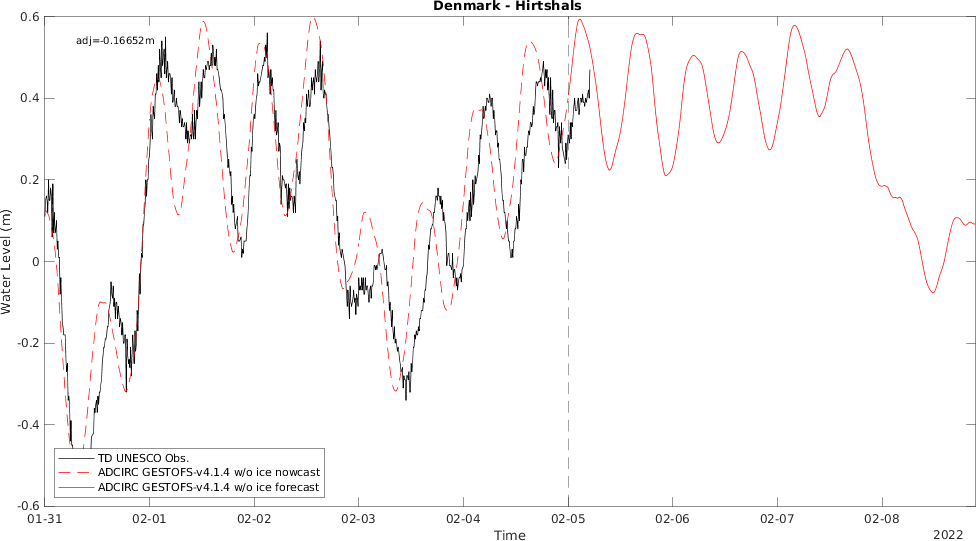 Denmark - Hirtshals
0.6
adj=-0.16652m
0.4
0.2
0
-0.2
-0.4
-0.6
Water Level (m)
TD UNESCO Obs.
ADCIRC GESTOFS-v4.1.4 w/o ice nowcast
ADCIRC GESTOFS-v4.1.4 w/o ice forecast
01-31 02-01 02-02 02-03 02-04 02-05 02-06 02-07 02-08
Time
2022